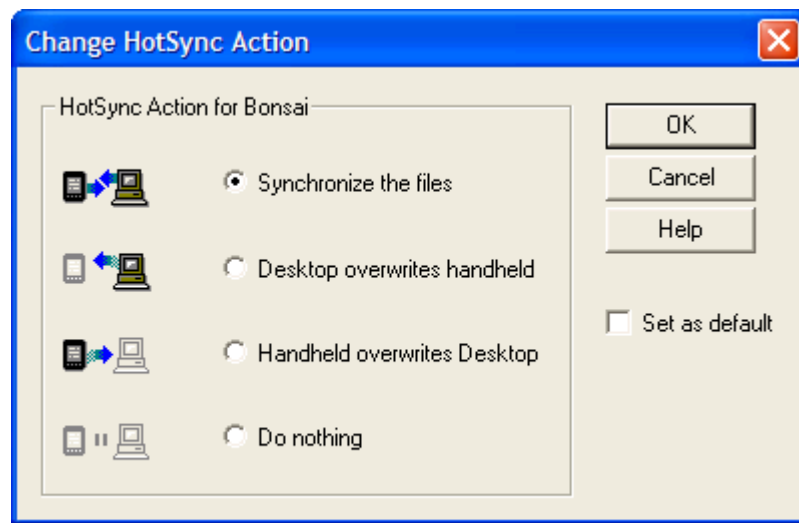 Change HotSync Action
HotSync Action for Bonsai
Synchronize the files
Desktop overwrites handheld
Handheld overwrites Desktop
Do nothing
OK
Cancel
Help
Set as default